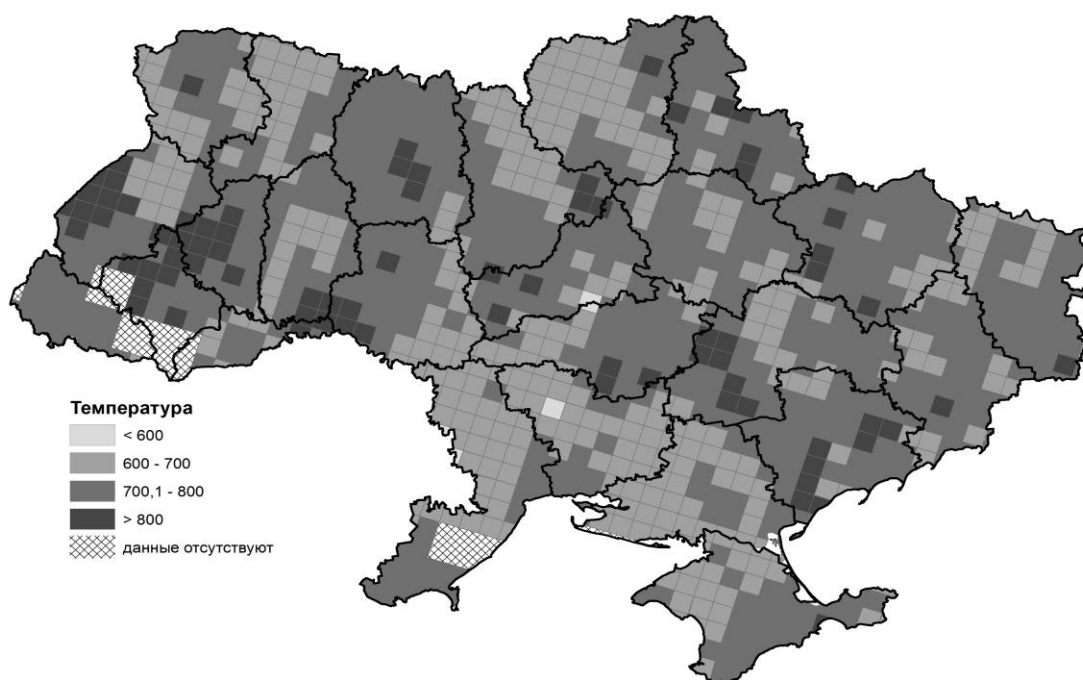 Температура
< 600
600 - 700
700,1 - 800
> 800
данные отсутствуют